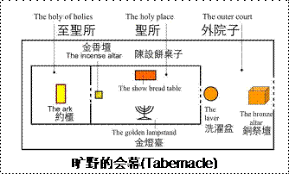 The holy of holies
The holy place
The outer court
至聖所
聖所
外院子
金香壇
The incense altar
陳設餅桌子
The show bread table
The ark
約櫃
The golden lampstand
金燈臺
The laver
洗濯盆
The bronze altar
銅祭壇
旷野的会幕(Tabernacle)